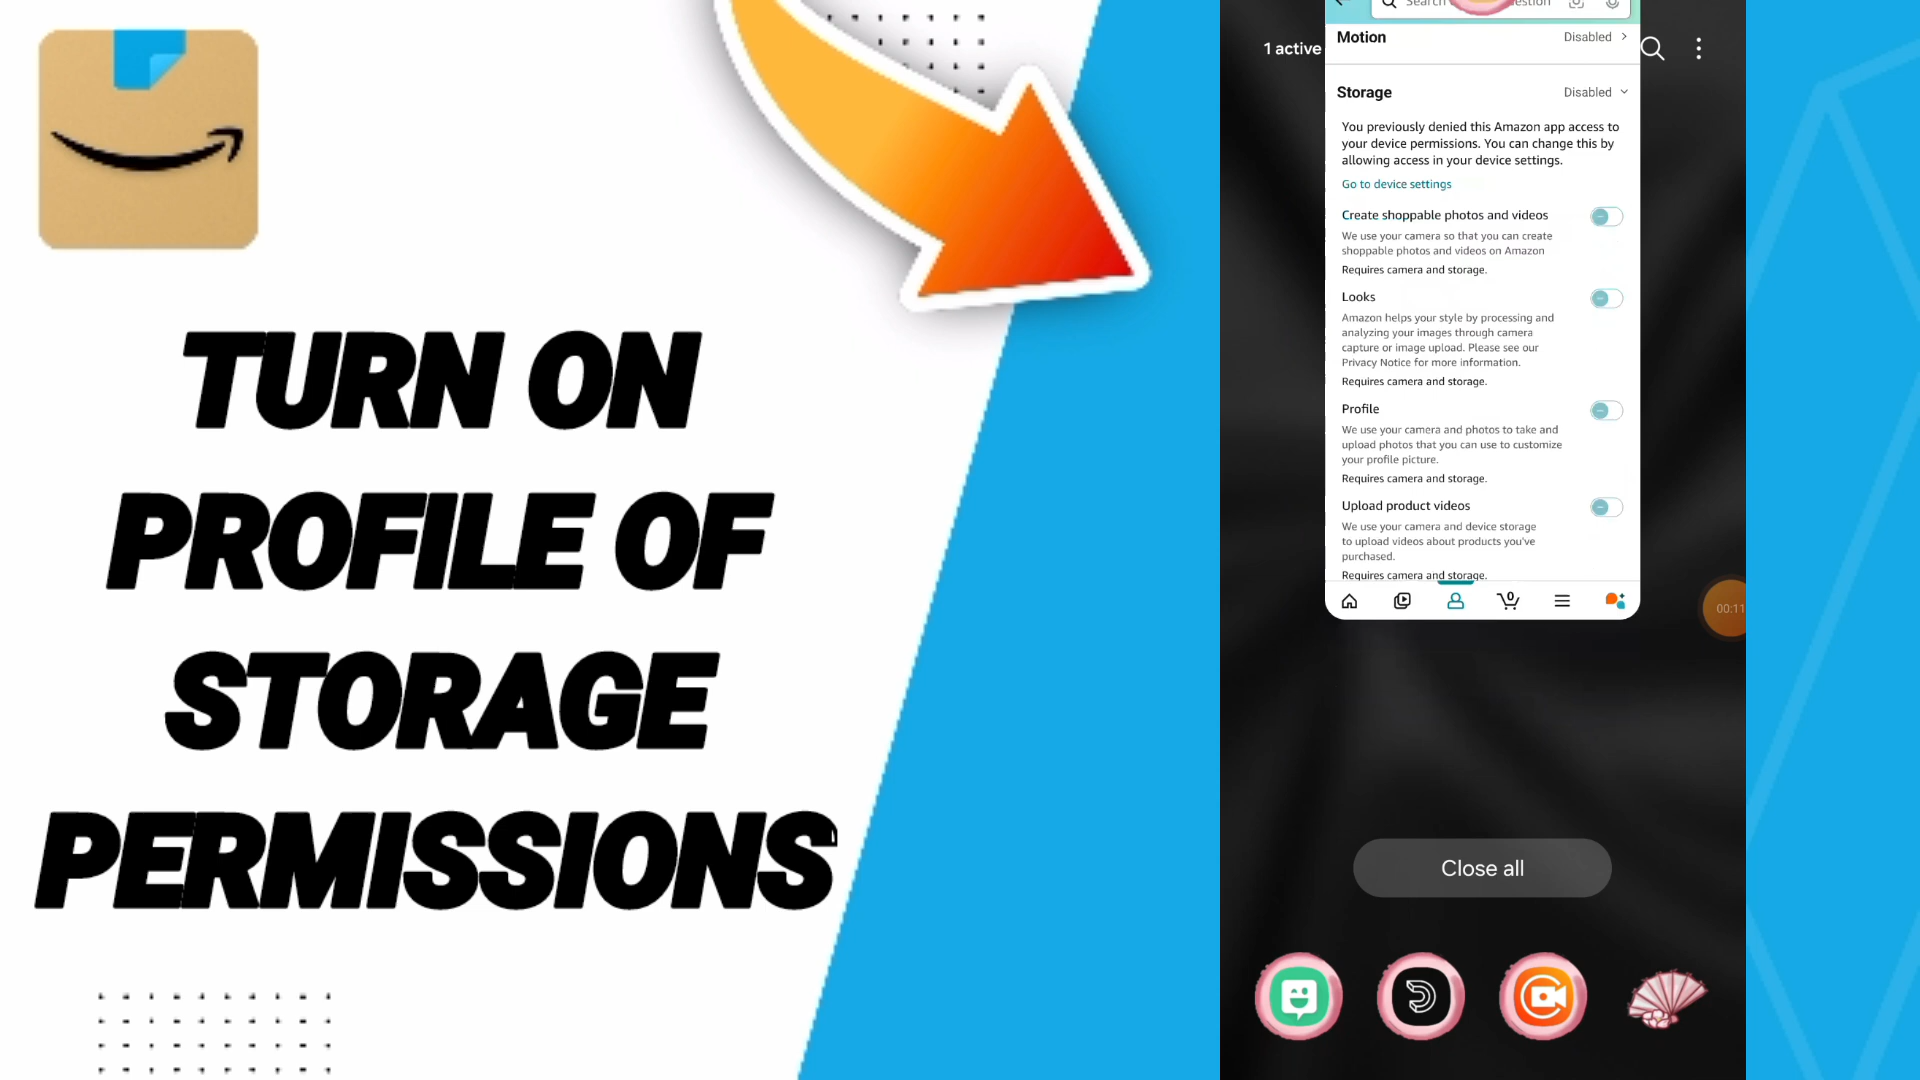 TURN ON
PROFILE OF
STORAGE
PERMISSIONS
1 active
Search
estion
Motion
Disabled
Storage
Disabled
You previously denied this Amazon app access to
your device permissions. You can change this by
allowing access in your device settings.
Go to device settings
Create shoppable photos and videos
We use your camera so that you can create
shoppable photos and videos on Amazon
Requires camera and storage.
Looks
Amazon helps your style by processing and
analyzing your images through camera
capture or image upload. Please see our
Privacy Notice for more information.
Requires camera and storage.
Profile
We use your camera and photos to take and
upload photos that you can use to customize
your profile picture.
Requires camera and storage.
Upload product videos
We use your camera and device storage
to upload videos about products you've
purchased.
Requires camera and storage.
0
00:11
Close all